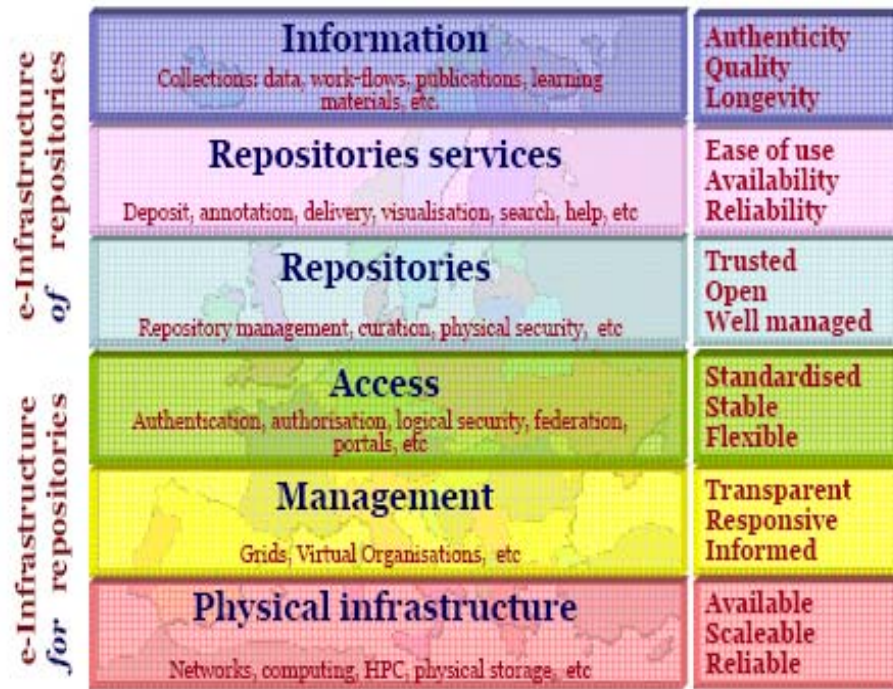 e-Infrastructure
of repositories
Information
Collections: data, work-flows, publications, learning
materials, etc.
Authenticity
Quality
Longevity
Repositories services
Deposit, annotation, delivery, visualisation, search, help, etc
Ease of use
Availability
Reliability
Repositories
Repository management, curation, physical security, etc
Trusted
Open
Well managed
e-Infrastructure
for repositories
Access
Authentication, authorisation, logical security, federation,
portals, etc
Standardised
Stable
Flexible
Management
Grids, Virtual Organisations, etc
Transparent
Responsive
Informed
Physical infrastructure
Networks, computing, HPC, physical storage, etc
Available
Scaleable
Reliable